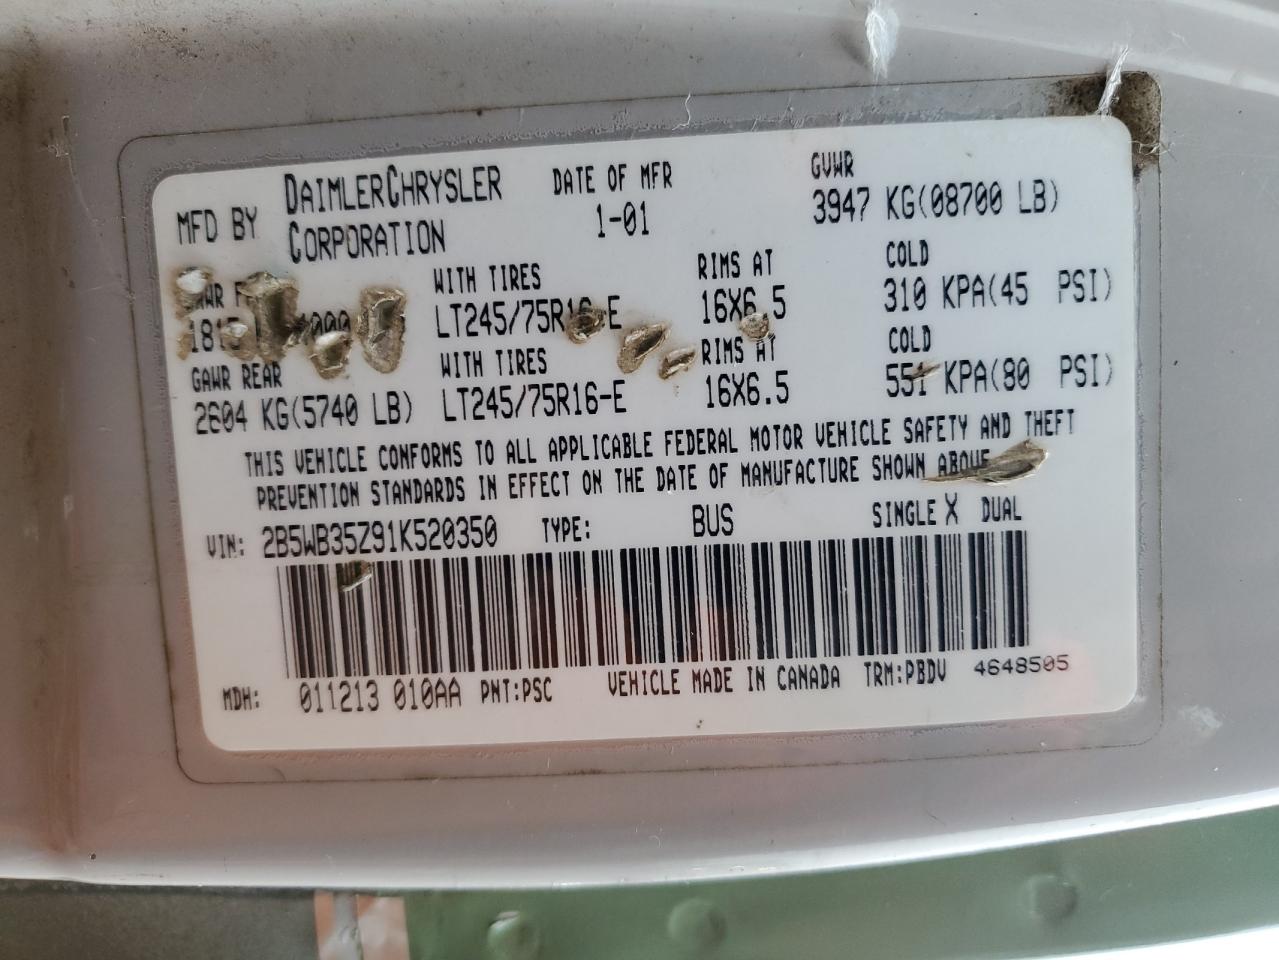 MFD BY DAIMLERCHRYSLER CORPORATION
DATE OF MFR 1-01
GVWR 3947 KG(08700 LB)
WITH TIRES RIMS AT COLD
16X6.5 310 KPA(45 PSI)
GAWR REAR WITH TIRES RIMS AT COLD
2604 KG(5740 LB) LT245/75R16-E 16X6.5 551 KPA(80 PSI)
THIS VEHICLE CONFORMS TO ALL APPLICABLE FEDERAL MOTOR VEHICLE SAFETY AND THEFT
PREVENTION STANDARDS IN EFFECT ON THE DATE OF MANUFACTURE SHOWN ABOVE
VIN: 2B5WB35Z91K520350 TYPE: BUS SINGLE X DUAL
MDH: 011213 010AA PNT:PSC VEHICLE MADE IN CANADA TRM:PBDV 4648505